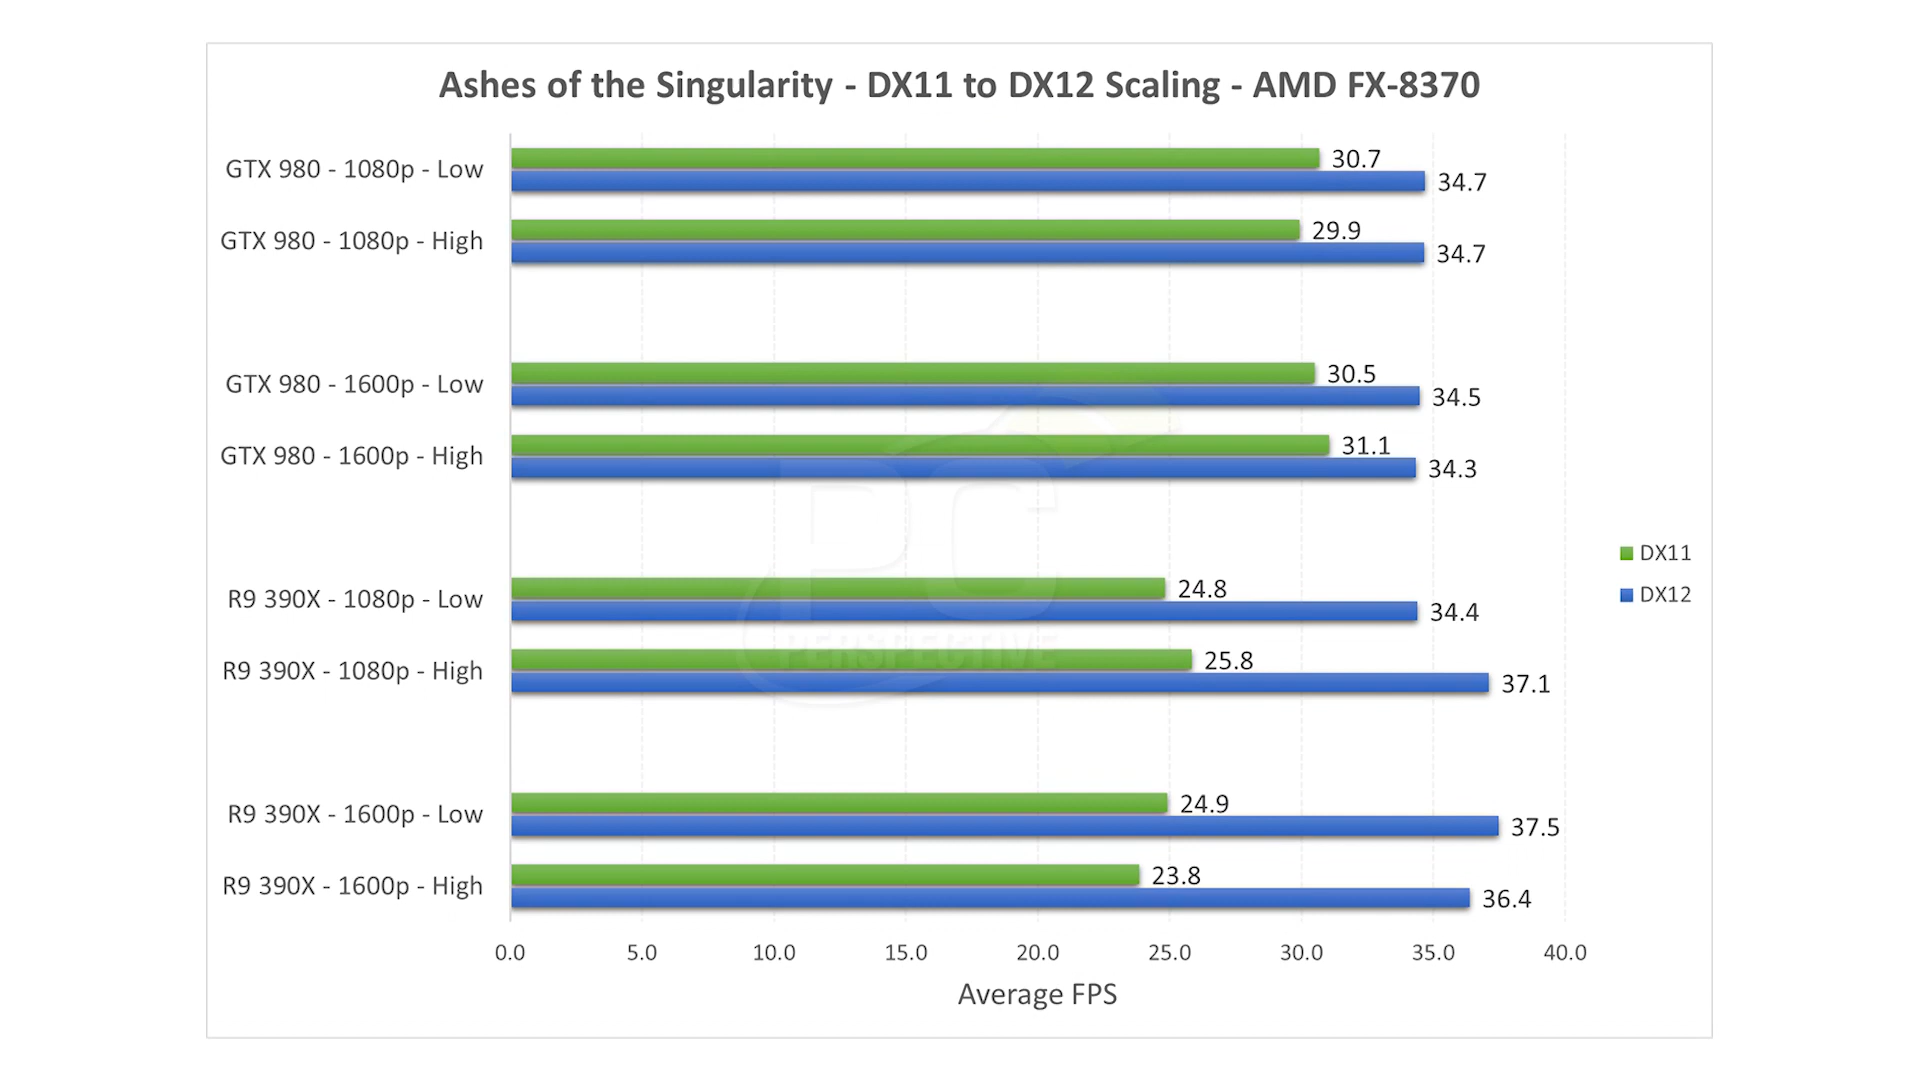 Ashes of the Singularity - DX11 to DX12 Scaling - AMD FX-8370
GTX 980 - 1080p - Low
30.7
34.7
GTX 980 - 1080p - High
29.9
34.7
GTX 980 - 1600p - Low
30.5
34.5
GTX 980 - 1600p - High
31.1
34.3
R9 390X - 1080p - Low
24.8
34.4
R9 390X - 1080p - High
25.8
37.1
R9 390X - 1600p - Low
24.9
37.5
R9 390X - 1600p - High
23.8
36.4
DX11
DX12
0.0 5.0 10.0 15.0 20.0 25.0 30.0 35.0 40.0
Average FPS
PC
PERSPECTIVE